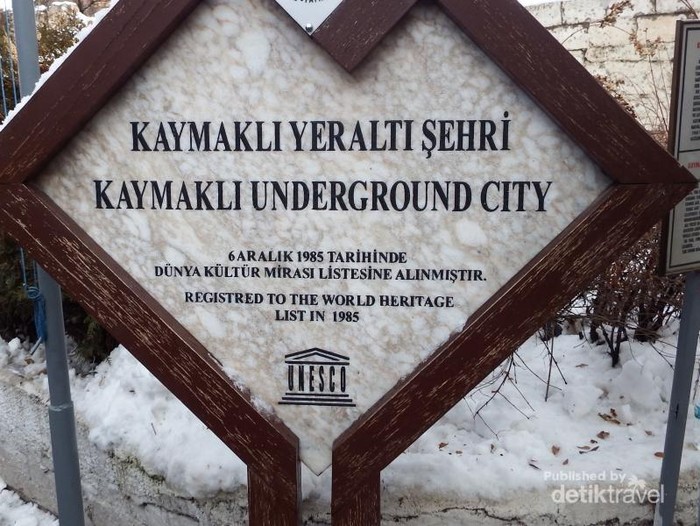 KAYMAKLI YERALTI ŞEHRİ
KAYMAKLI UNDERGROUND CITY
6 ARALIK 1985 TARİHİNDE
DÜNYA KÜLTÜR MİRASI LİSTESİNE ALINMIŞTIR.
REGISTRED TO THE WORLD HERITAGE
LIST IN 1985
UNESCO
Published by
detiktravel